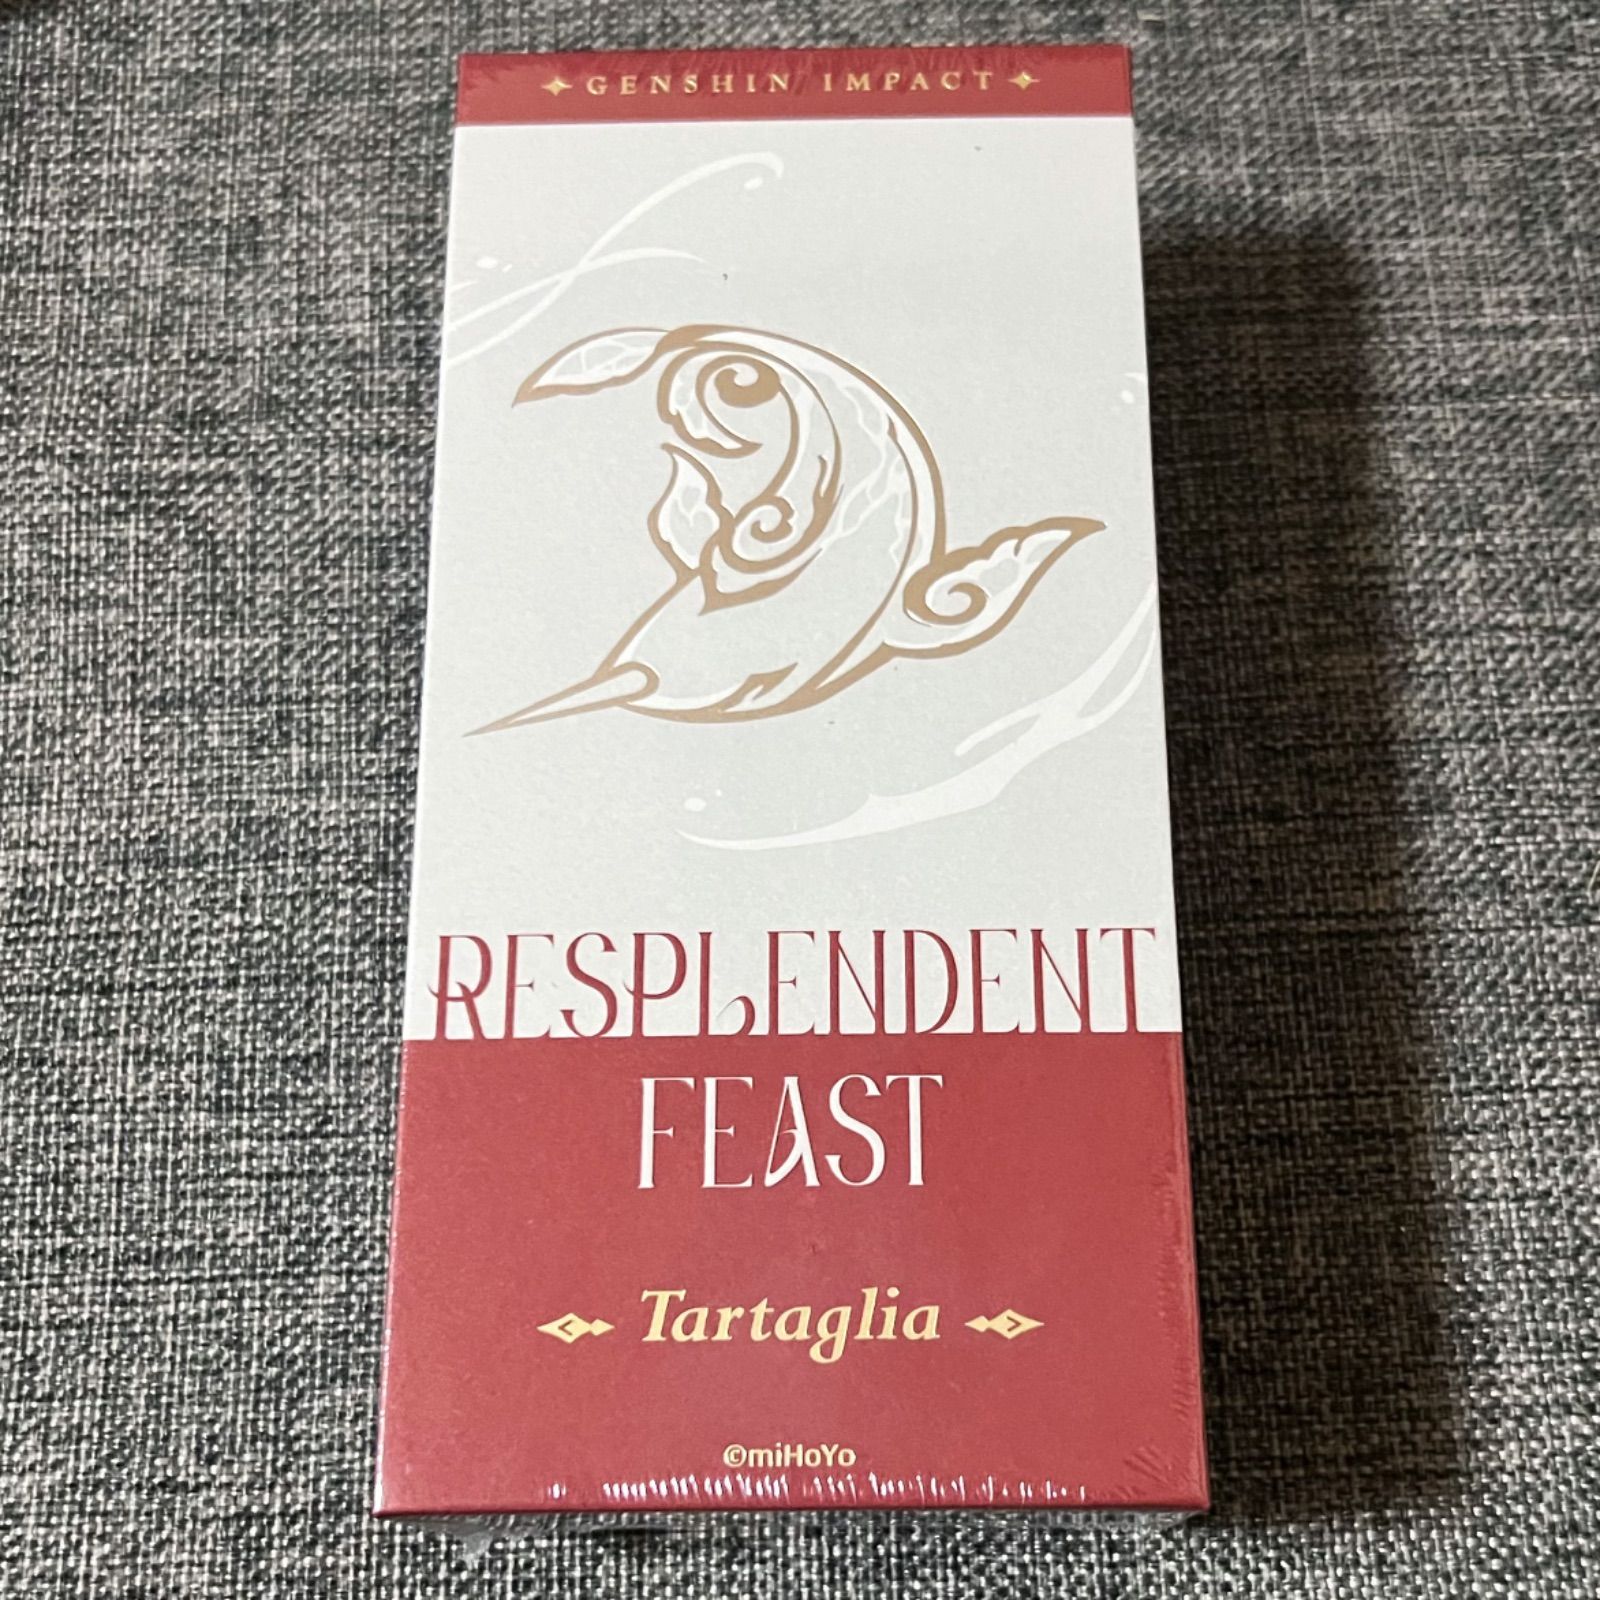 GENSHIN IMPACT
RESPLENDENT
FEAST
Tartaglia
©miHoYo